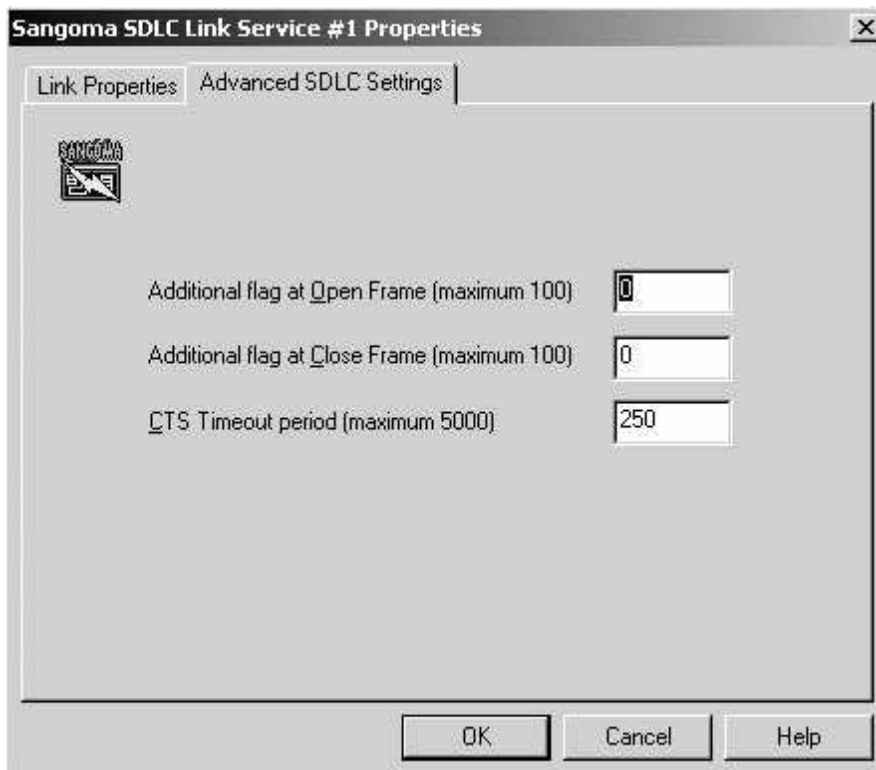 Sangoma SDLC Link Service #1 Properties
Link Properties
Advanced SDLC Settings
SANGOMA
Additional flag at Open Frame (maximum 100)
0
Additional flag at Close Frame (maximum 100)
0
CTS Timeout period (maximum 5000)
250
OK
Cancel
Help